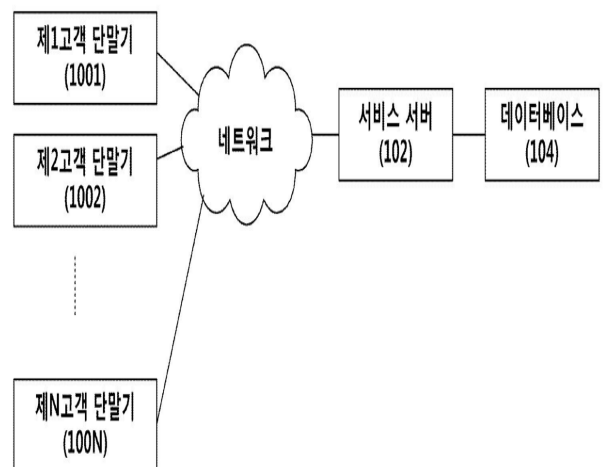 제1고객 단말기
(1001)
제2고객 단말기
(1002)
제N고객 단말기
(100N)
네트워크
서비스 서버
(102)
데이터베이스
(104)